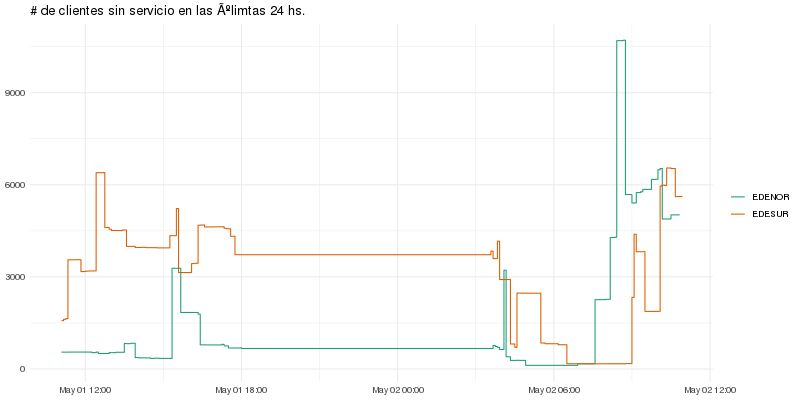 # de clientes sin servicio en las Ãºlimtas 24 hs.
9000
6000
3000
0
May 01 12:00
May 01 18:00
May 02 00:00
May 02 06:00
May 02 12:00
EDENOR
EDESUR